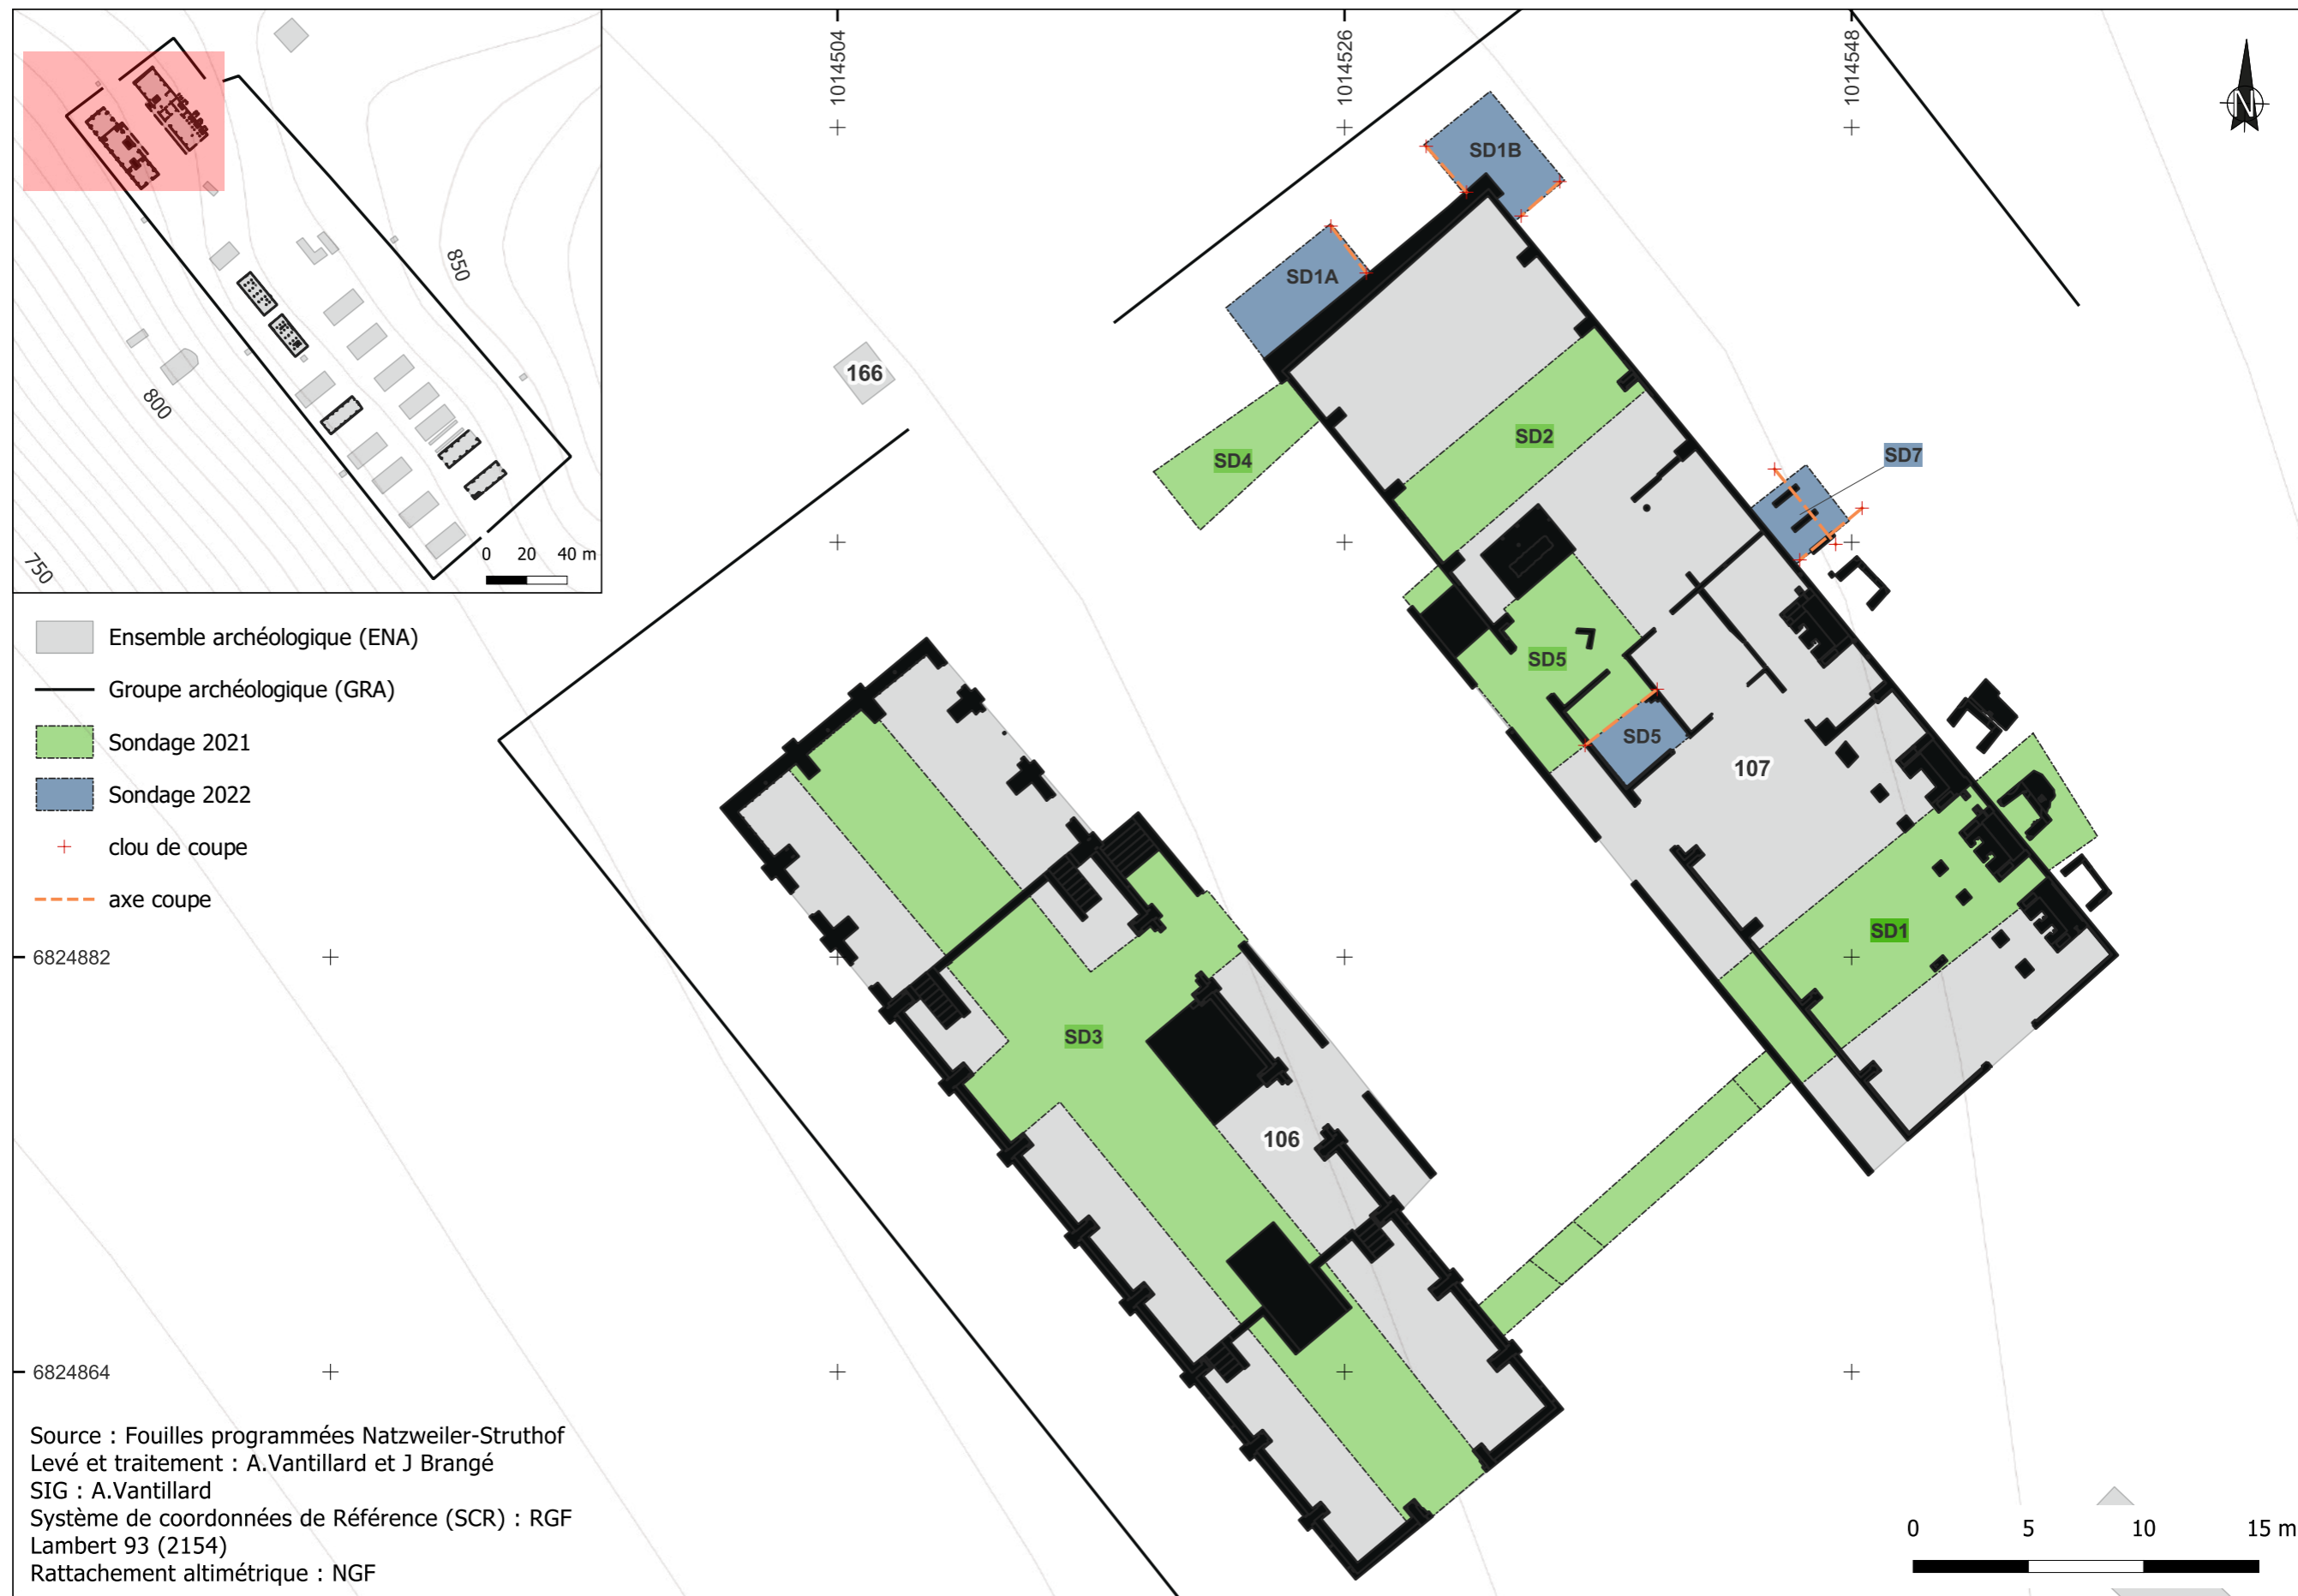 1014504
1014526
1014548
N
850
800
750
0 20 40 m
SD1B
SD1A
166
SD2
SD4
SD7
SD5
SD5
107
SD1
SD3
106
Ensemble archéologique (ENA)
Groupe archéologique (GRA)
Sondage 2021
Sondage 2022
clou de coupe
axe coupe
6824882
6824864
Source : Fouilles programmées Natzweiler-Struthof
Levé et traitement : A.Vantillard et J Brangé
SIG : A.Vantillard
Système de coordonnées de Référence (SCR) : RGF
Lambert 93 (2154)
Rattachement altimétrique : NGF
0 5 10 15 m